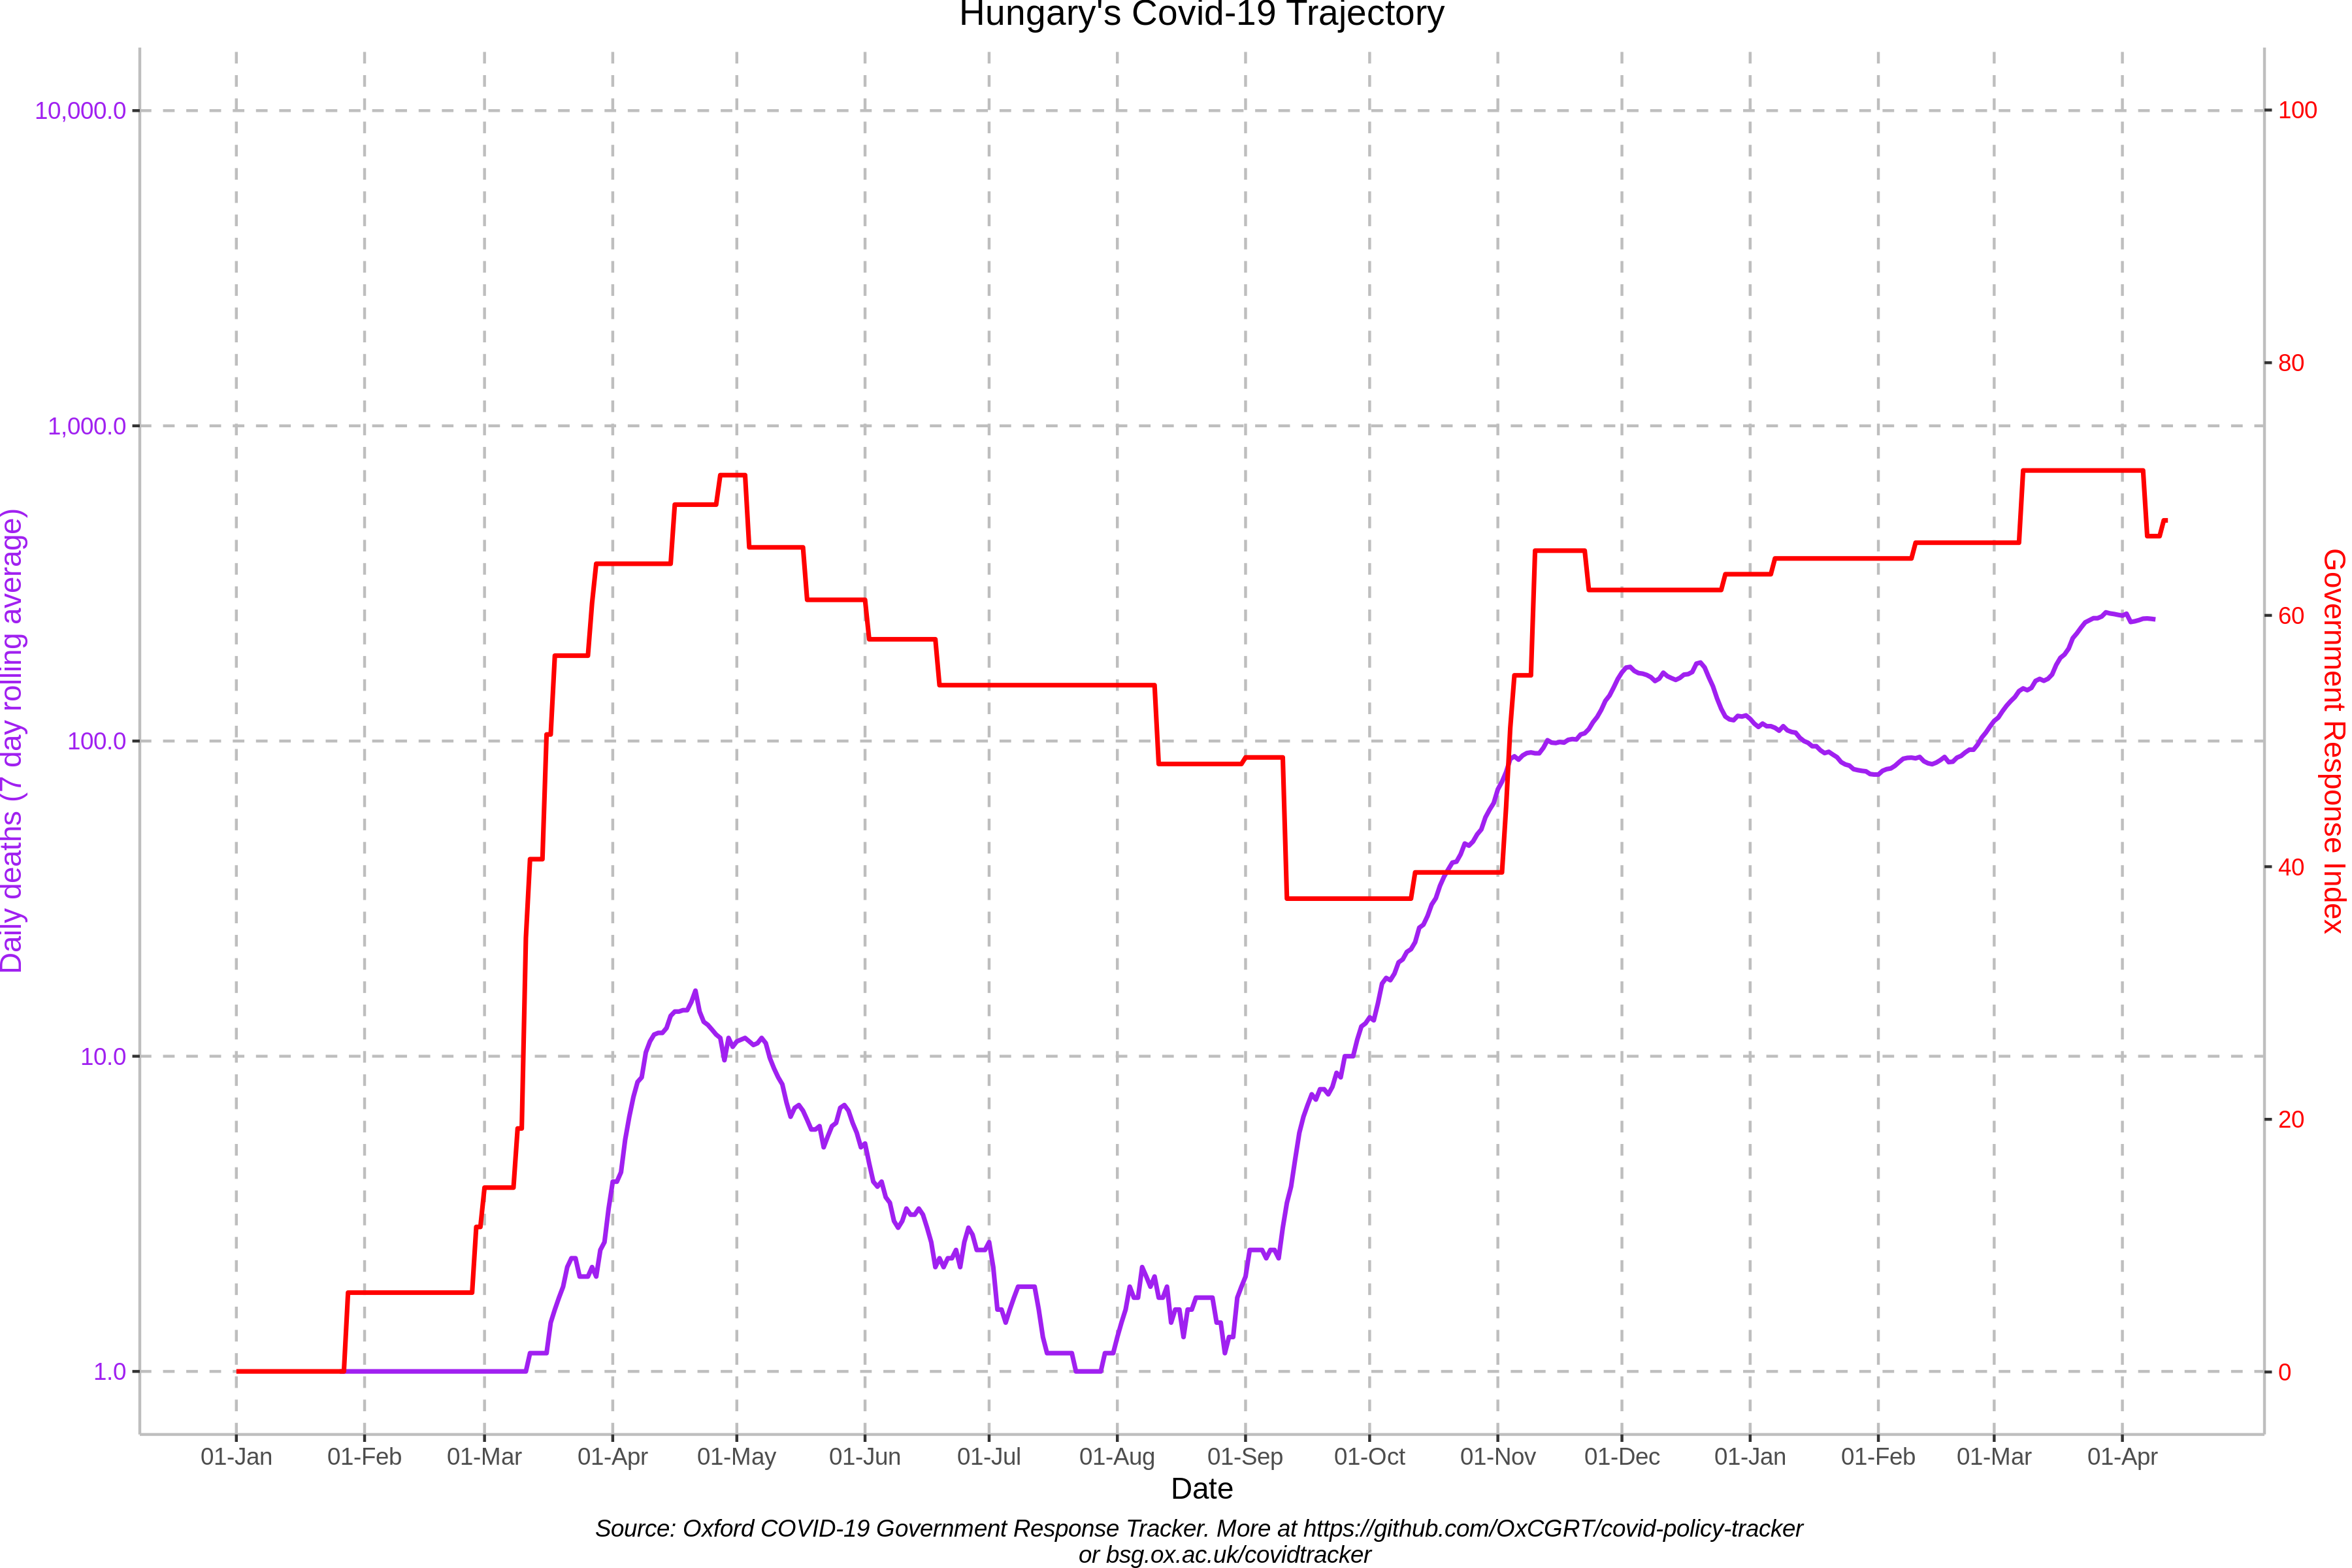 Hungary's Covid-19 Trajectory
10,000.0
1,000.0
100.0
10.0
1.0
Daily deaths (7 day rolling average)
100
80
60
40
20
0
Government Response Index
01-Jan 01-Feb 01-Mar 01-Apr 01-May 01-Jun 01-Jul 01-Aug 01-Sep 01-Oct 01-Nov 01-Dec 01-Jan 01-Feb 01-Mar 01-Apr
Date
Source: Oxford COVID-19 Government Response Tracker. More at https://github.com/OxCGRT/covid-policy-tracker
or bsg.ox.ac.uk/covidtracker